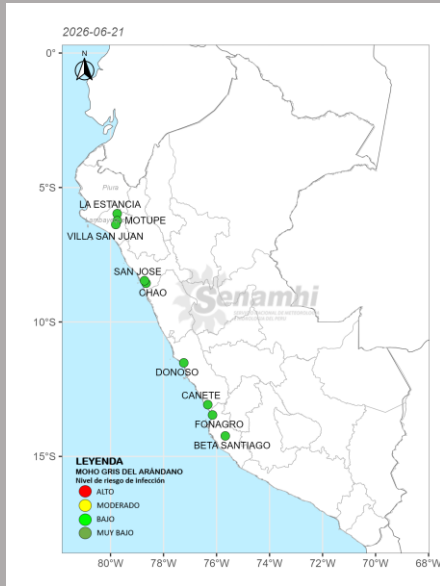 2026-06-21
N
0°
Piura
LA ESTANCIA
5°S
MOTUPE
VILLA SAN JUAN
SAN JOSE
CHAO
Senamhi
10°S
DONOSO
CANETE
FONAGRO
BETA SANTIAGO
15°S
LEYENDA
MOHO GRIS DEL ARÁNDANO
Nivel de riesgo de infección
ALTO
MODERADO
BAJO
MUY BAJO
80°W 78°W 76°W 74°W 72°W 70°W 68°W